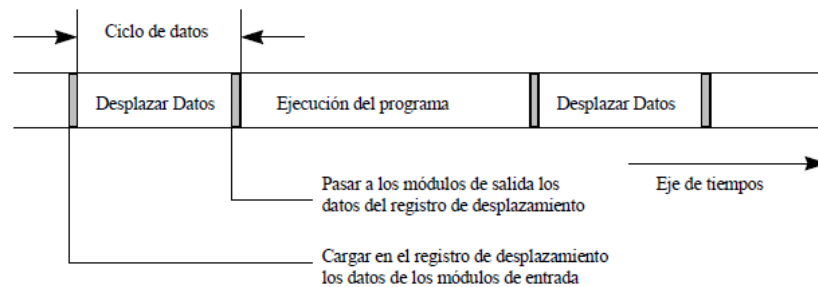 Ciclo de datos
Desplazar Datos
Ejecución del programa
Desplazar Datos
Pasar a los módulos de salida los
datos del registro de desplazamiento
Eje de tiempos
Cargar en el registro de desplazamiento
los datos de los módulos de entrada